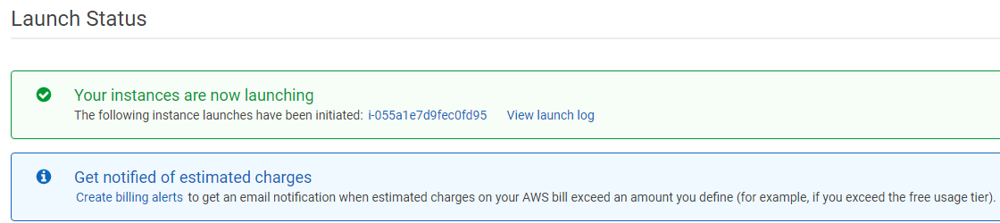 Launch Status
Your instances are now launching
The following instance launches have been initiated: i-055a1e7d9fec0fd95 View launch log
Get notified of estimated charges
Create billing alerts to get an email notification when estimated charges on your AWS bill exceed an amount you define (for example, if you exceed the free usage tier).